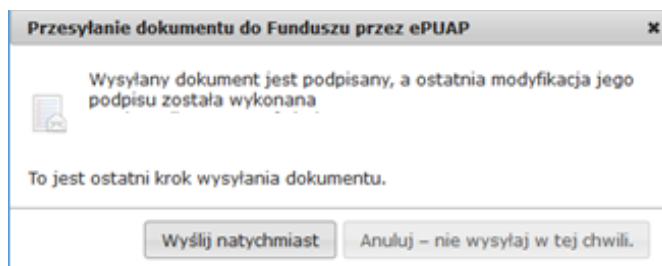 Przesyłanie dokumentu do Funduszu przez ePUAP
Wysyłany dokument jest podpisany, a ostatnia modyfikacja jego
podpisu została wykonana
To jest ostatni krok wysyłania dokumentu.
Wyślij natychmiast
Anuluj – nie wysyłaj w tej chwili.